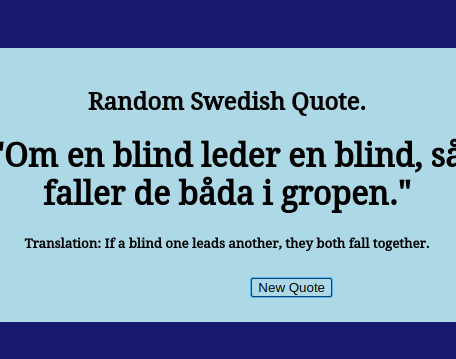 Random Swedish Quote.
"Om en blind leder en blind, så
faller de båda i gropen."
Translation: If a blind one leads another, they both fall together.
New Quote